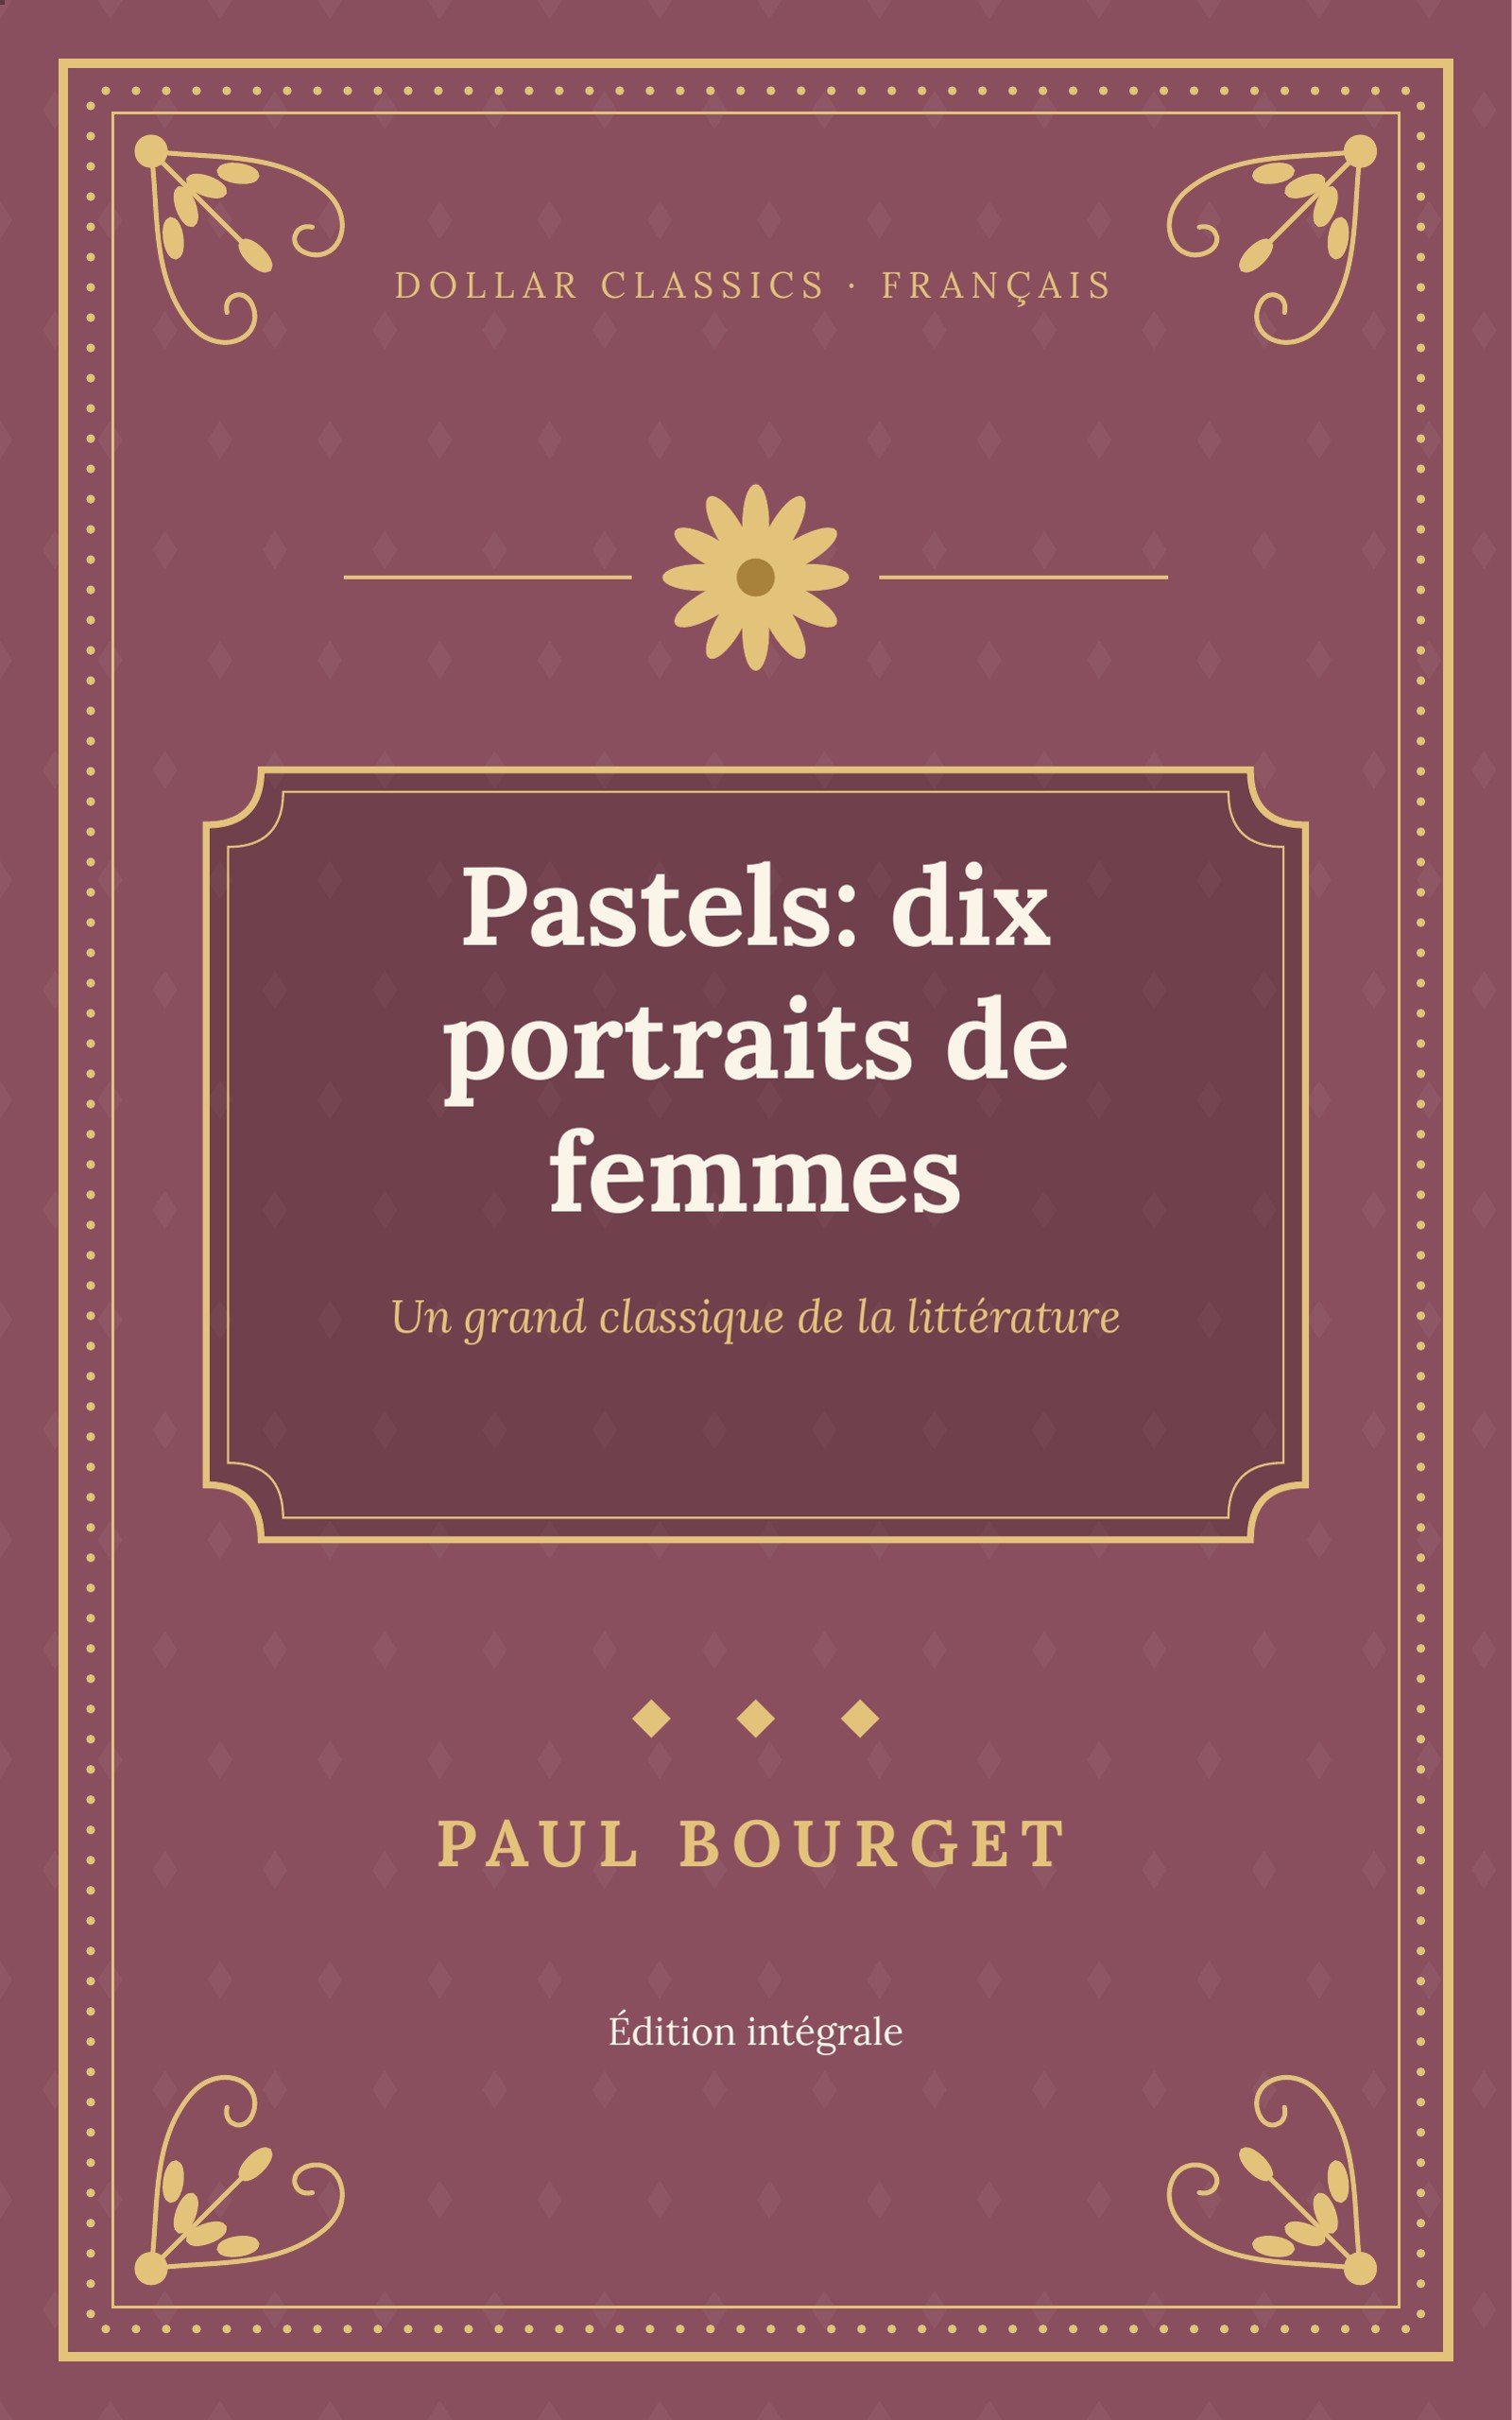 DOLLAR CLASSICS · FRANÇAIS
Pastels: dix
portraits de
femmes
Un grand classique de la littérature
PAUL BOURGET
Édition intégrale